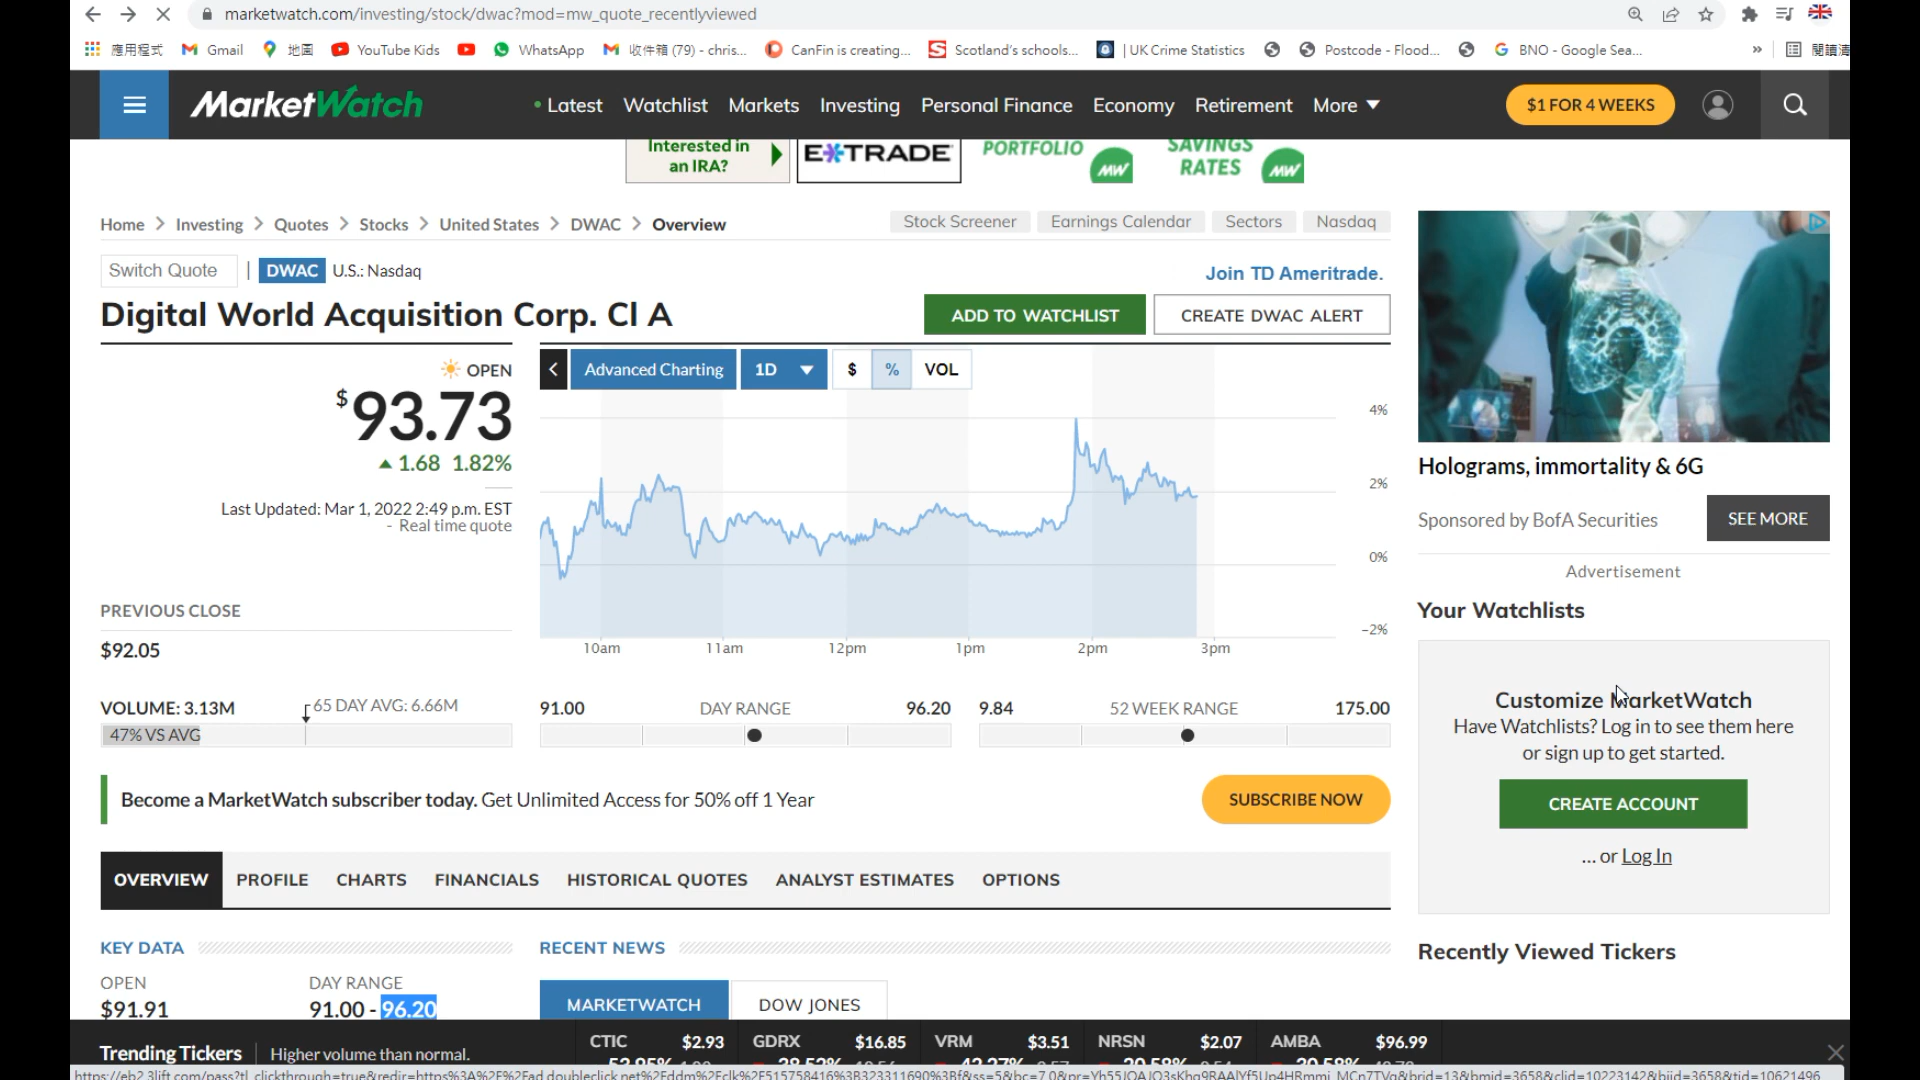 marketwatch.com/investing/stock/dwac?mod=mw_quote_recentlyviewed
應用程式 Gmail 地圖 YouTube Kids WhatsApp 收件箱 (79) - chris... CanFin is creating... Scotland's schools... | UK Crime Statistics Postcode - Flood... BNO - Google Sea... » 閱讀清
MarketWatch • Latest Watchlist Markets Investing Personal Finance Economy Retirement More $1 FOR 4 WEEKS
Interested in
an IRA?
E*TRADE
PORTFOLIO
MW
SAVINGS
RATES
MW
Home > Investing > Quotes > Stocks > United States > DWAC > Overview
Stock Screener Earnings Calendar Sectors Nasdaq
Switch Quote | DWAC U.S.: Nasdaq
Join TD Ameritrade.
Digital World Acquisition Corp. Cl A
ADD TO WATCHLIST CREATE DWAC ALERT
OPEN
$93.73
1.68 1.82%
Last Updated: Mar 1, 2022 2:49 p.m. EST
- Real time quote
PREVIOUS CLOSE
$92.05
Advanced Charting 1D $ % VOL
4%
2%
0%
-2%
10am 11am 12pm 1pm 2pm 3pm
VOLUME: 3.13M 65 DAY AVG: 6.66M
47% VS AVG
91.00 DAY RANGE 96.20
9.84 52 WEEK RANGE 175.00
Become a MarketWatch subscriber today. Get Unlimited Access for 50% off 1 Year
SUBSCRIBE NOW
OVERVIEW PROFILE CHARTS FINANCIALS HISTORICAL QUOTES ANALYST ESTIMATES OPTIONS
KEY DATA
OPEN
$91.91
DAY RANGE
91.00 - 96.20
RECENT NEWS
MARKETWATCH DOW JONES
Holograms, immortality & 6G
Sponsored by BofA Securities
SEE MORE
Advertisement
Your Watchlists
Customize MarketWatch
Have Watchlists? Log in to see them here
or sign up to get started.
CREATE ACCOUNT
... or Log In
Recently Viewed Tickers
Trending Tickers | Higher volume than normal.
CTIC $2.93
GDRX $16.85
VRM $3.51
NRSN $2.07
AMBA $96.99